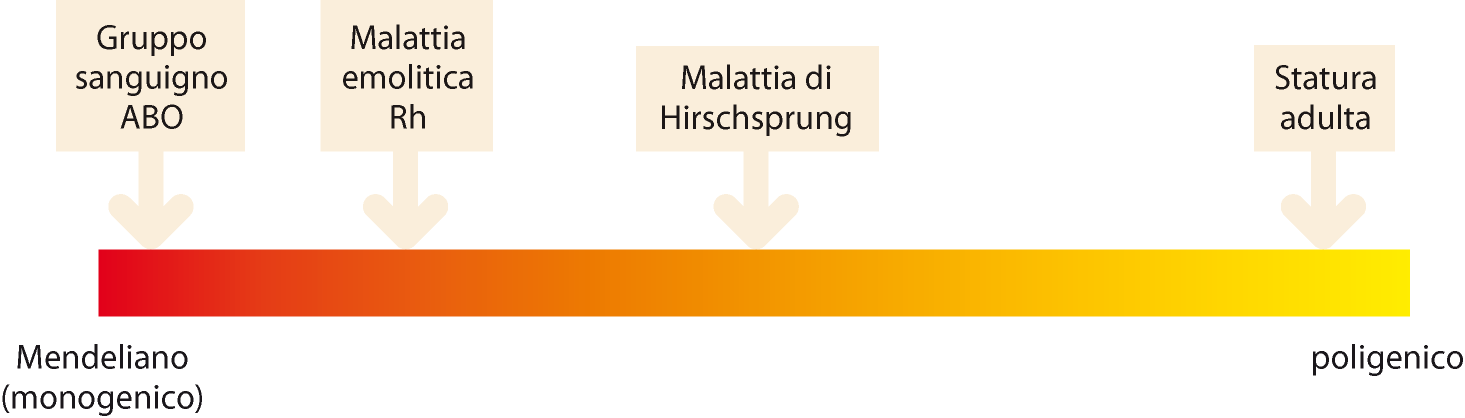 Gruppo
sanguigno
ABO
Malattia
emolitica
Rh
Malattia di
Hirschsprung
Statura
adulta
Mendeliano
(monogenico)
poligenico